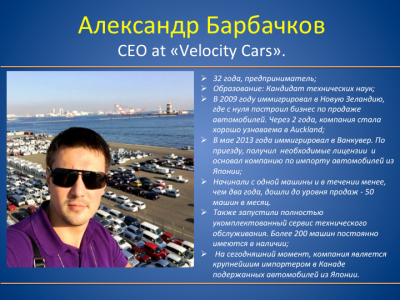 Александр Барбачков
CEO at «Velocity Cars».
32 года, предприниматель;
Образование: Кандидат технических наук;
В 2009 году иммигрировал в Новую Зеландию,
где с нуля построил бизнес по продаже
автомобилей. Через 2 года, компания стала
хорошо узнаваема в Auckland;
В мае 2013 года иммигрировал в Ванкувер. По
приезду, получил необходимые лицензии и
основал компанию по импорту автомобилей из
Японии;
Начинали с одной машины и в течении менее,
чем два года, дошли до уровня продаж - 50
машин в месяц.
Также запустили полностью
укомплектованный сервис технического
обслуживания. Более 200 машин постоянно
имеются в наличии;
На сегодняшний момент, компания является
крупнейшим импортером в Канаде
подержанных автомобилей из Японии.